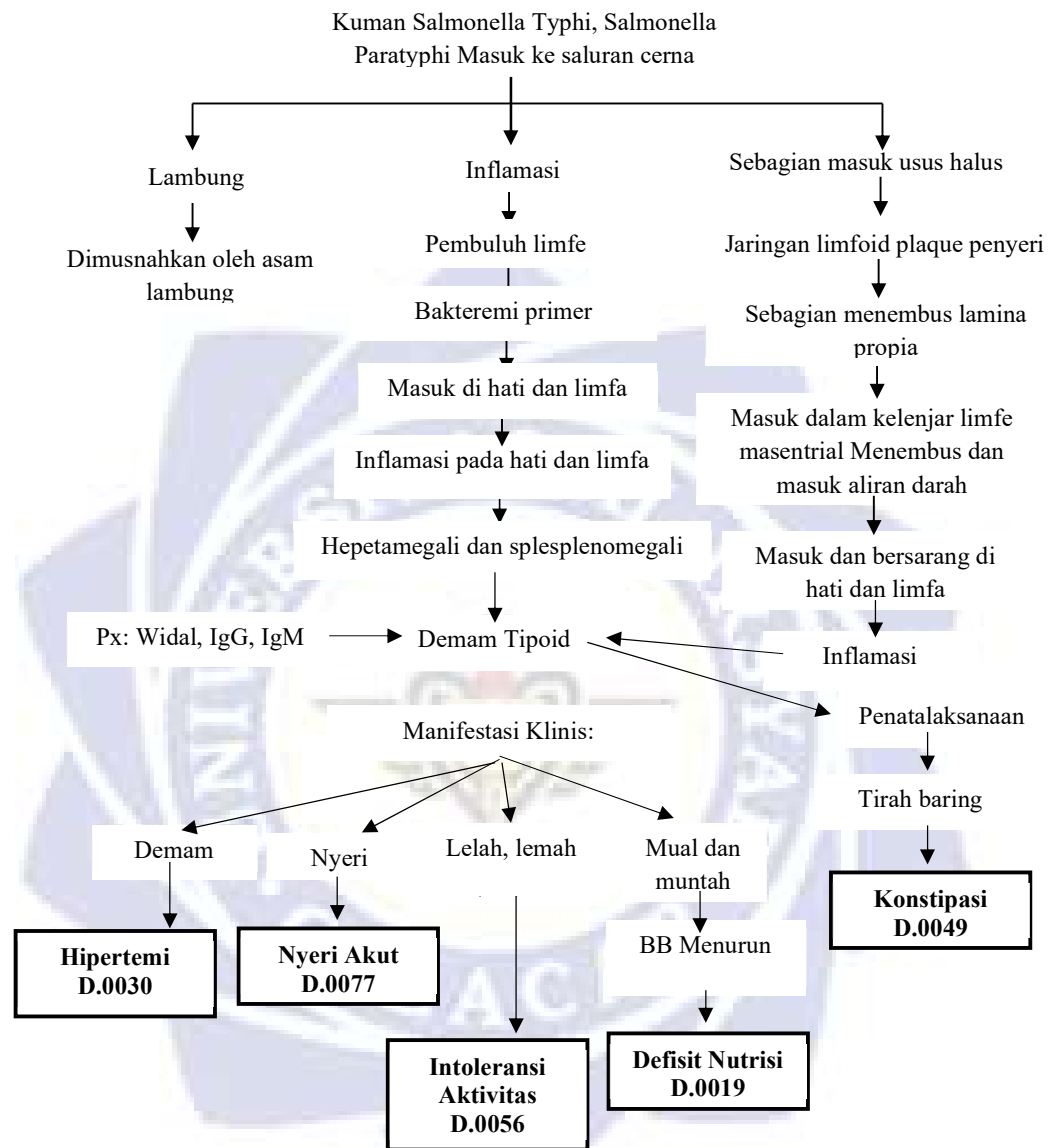 Kuman Salmonella Typhi, Salmonella
Paratyphi Masuk ke saluran cerna
Lambung
Inflamasi
Sebagian masuk usus halus
Dimusnahkan oleh asam
lambung
Pembuluh limfe
Jaringan limfoid plaque penyeri
Bakteremi primer
Sebagian menembus lamina
propia
Masuk di hati dan limfa
Masuk dalam kelenjar limfe
masentrial Menembus dan
masuk aliran darah
Inflamasi pada hati dan limfa
Hepetamegali dan splesplenomegali
Masuk dan bersarang di
hati dan limfa
Px: Widal, IgG, IgM
Demam Tipoid
Inflamasi
Manifestasi Klinis:
Penatalaksanaan
Tirah baring
Demam
Nyeri
Lelah, lemah
Mual dan
muntah
Konstipasi
D.0049
Hipertemi
D.0030
Nyeri Akut
D.0077
BB Menurun
Intoleransi
Aktivitas
D.0056
Defisit Nutrisi
D.0019